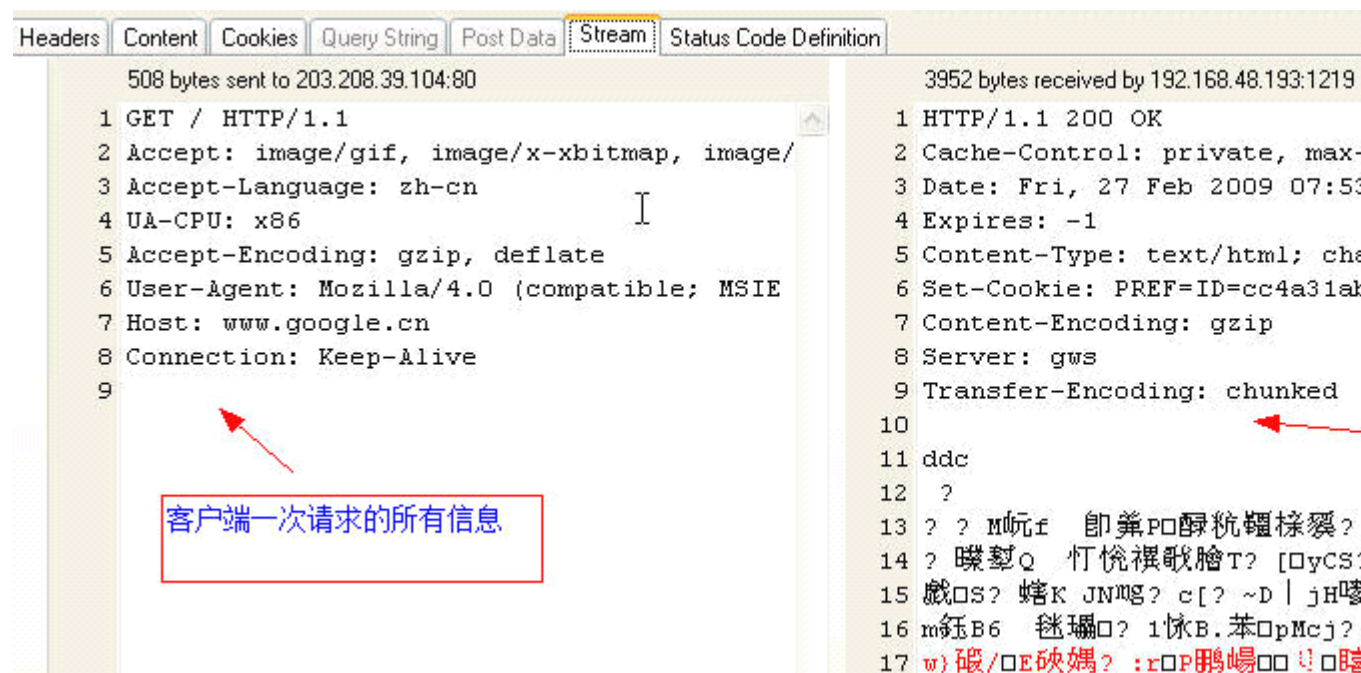 Headers Content Cookies Query String Post Data Stream Status Code Definition
508 bytes sent to 203.208.39.104:80
1 GET / HTTP/1.1
2 Accept: image/gif, image/x-xbitmap, image/
3 Accept-Language: zh-cn
4 UA-CPU: x86
5 Accept-Encoding: gzip, deflate
6 User-Agent: Mozilla/4.0 (compatible; MSIE
7 Host: www.google.cn
8 Connection: Keep-Alive
9
客户端一次请求的所有信息
3952 bytes received by 192.168.48.193:1219
1 HTTP/1.1 200 OK
2 Cache-Control: private, max-
3 Date: Fri, 27 Feb 2009 07:53
4 Expires: -1
5 Content-Type: text/html; cha
6 Set-Cookie: PREF=ID=cc4a31ab
7 Content-Encoding: gzip
8 Server: gws
9 Transfer-Encoding: chunked
10
11 ddc
12 ?
13 ? ? M
14 ?
15
16
17